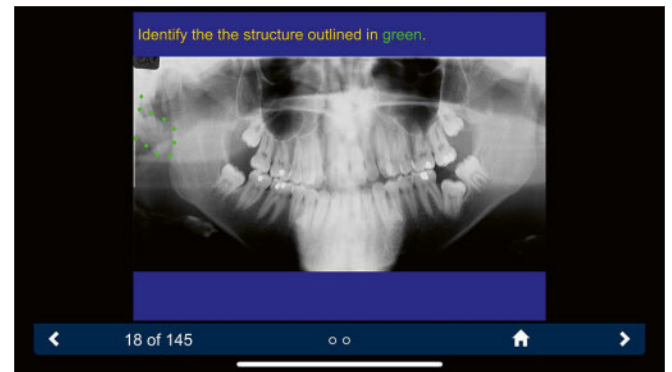 Identify the the structure outlined in green.
18 of 145